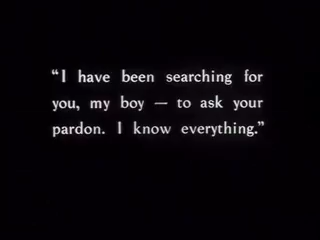 “I have been searching for
you, my boy — to ask your
pardon. I know everything.”